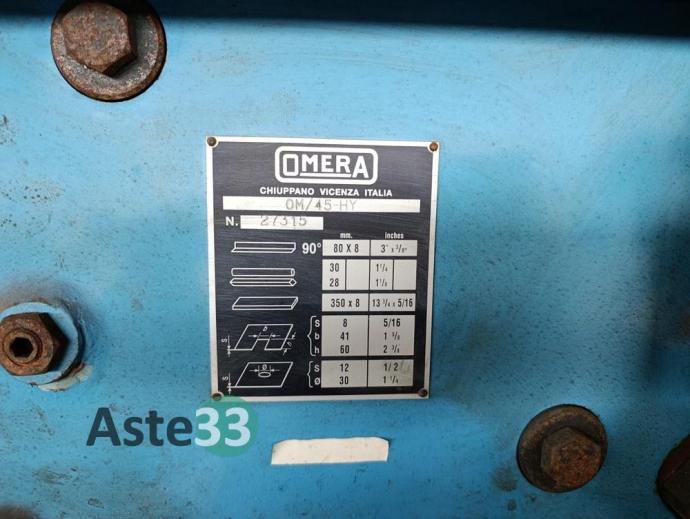 OMERA
CHIUPPANO VICENZA ITALIA
OM/45-HY
N. 27315
mm. inches
90° 80 X 8 3" x 3/8"
30 1 1/4
28 1 1/8
350 x 8 13 3/4 x 5/16
S 8 5/16
b 41 1 5/8
h 60 2 3/8
S 12 1/2
Ø 30 1 1/4
Aste33